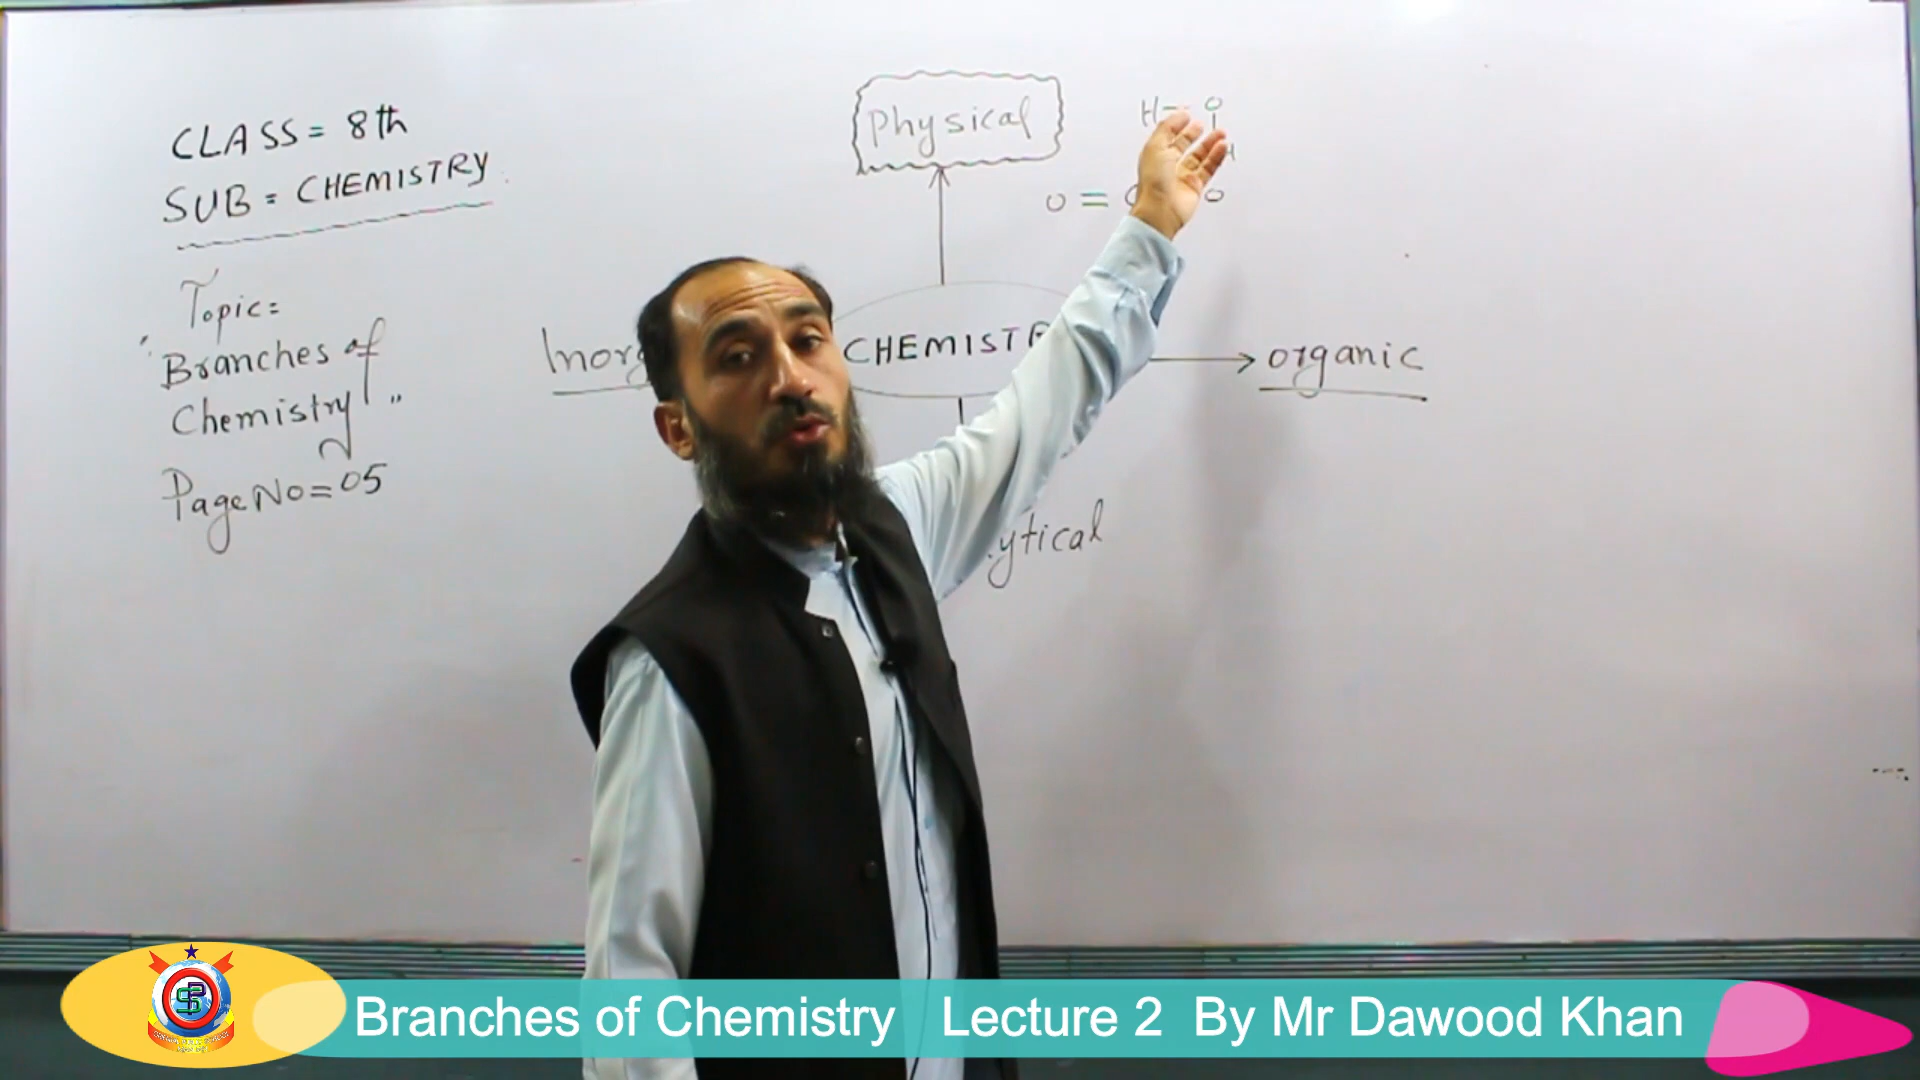 CLASS = 8th
SUB = CHEMISTRY
Topic:
"Branches of
Chemistry"
Page No = 05
Physical
H - O
H
O = O
CHEMISTR
organic
Branches of Chemistry Lecture 2 By Mr Dawood Khan